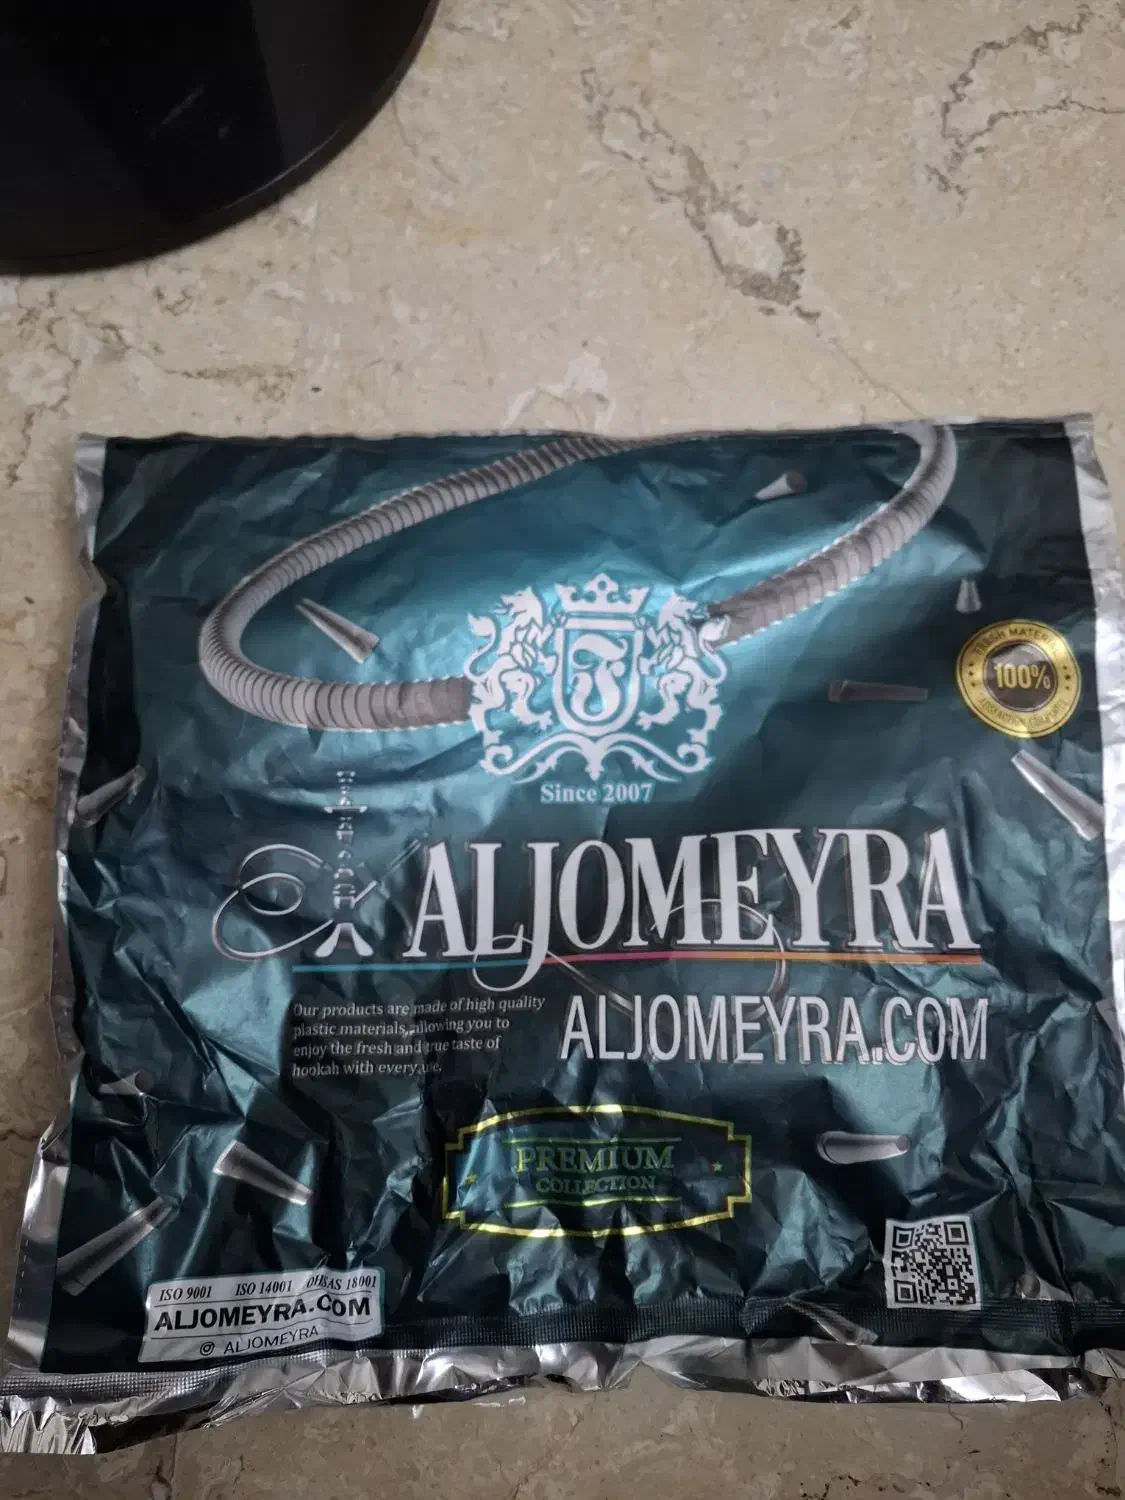 FRESH MATERIAL
100%
Since 2007
ALJOMEYRA
Our products are made of high quality
plastic materials, allowing you to
enjoy the fresh and true taste of
hookah with every use.
ALJOMEYRA.COM
PREMIUM
COLLECTION
ISO 9001 ISO 14001 OHSAS 18001
ALJOMEYRA.COM
ALJOMEYRA